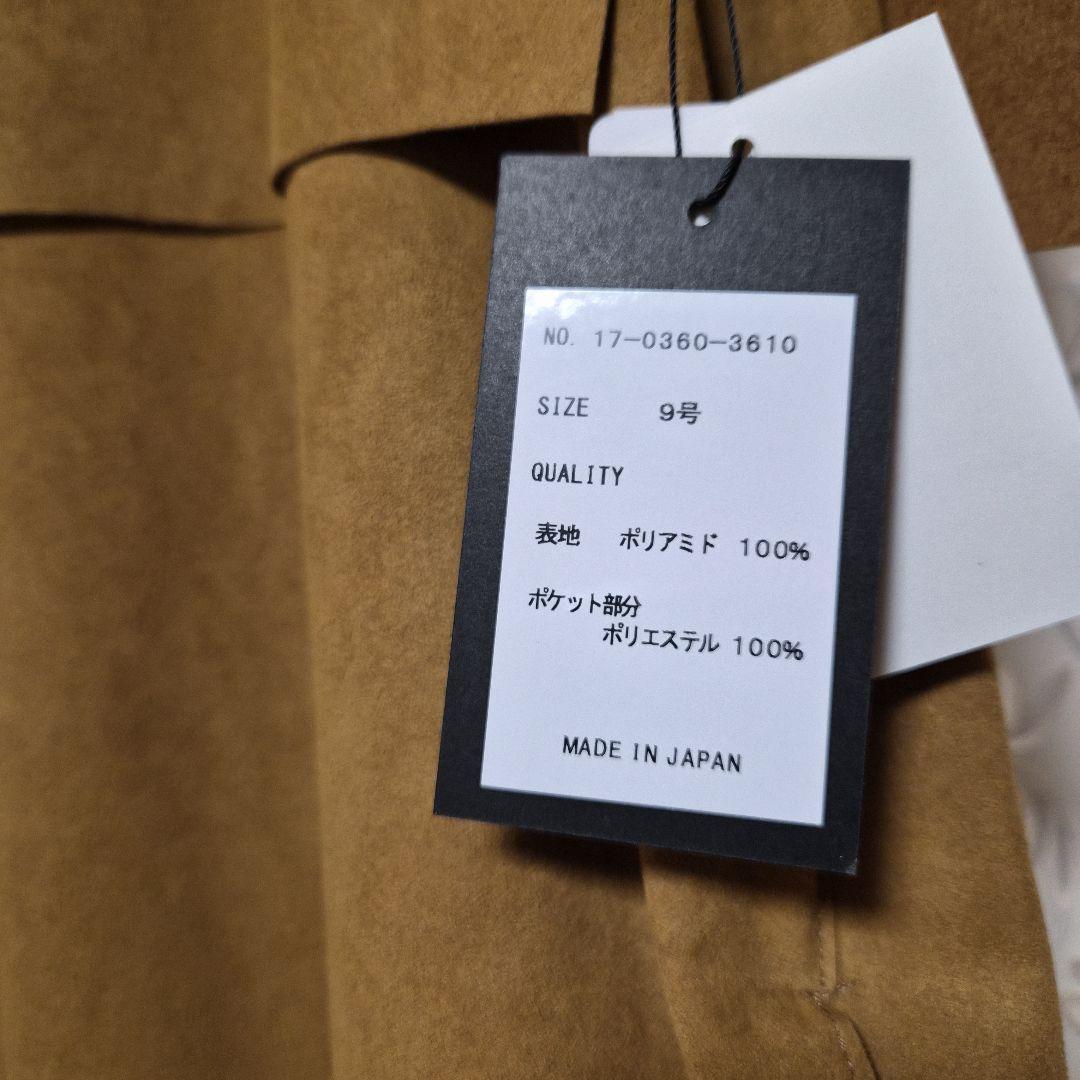 NO. 17-0360-3610
SIZE 9号
QUALITY
表地 ポリアミド 100%
ポケット部分
ポリエステル 100%
MADE IN JAPAN